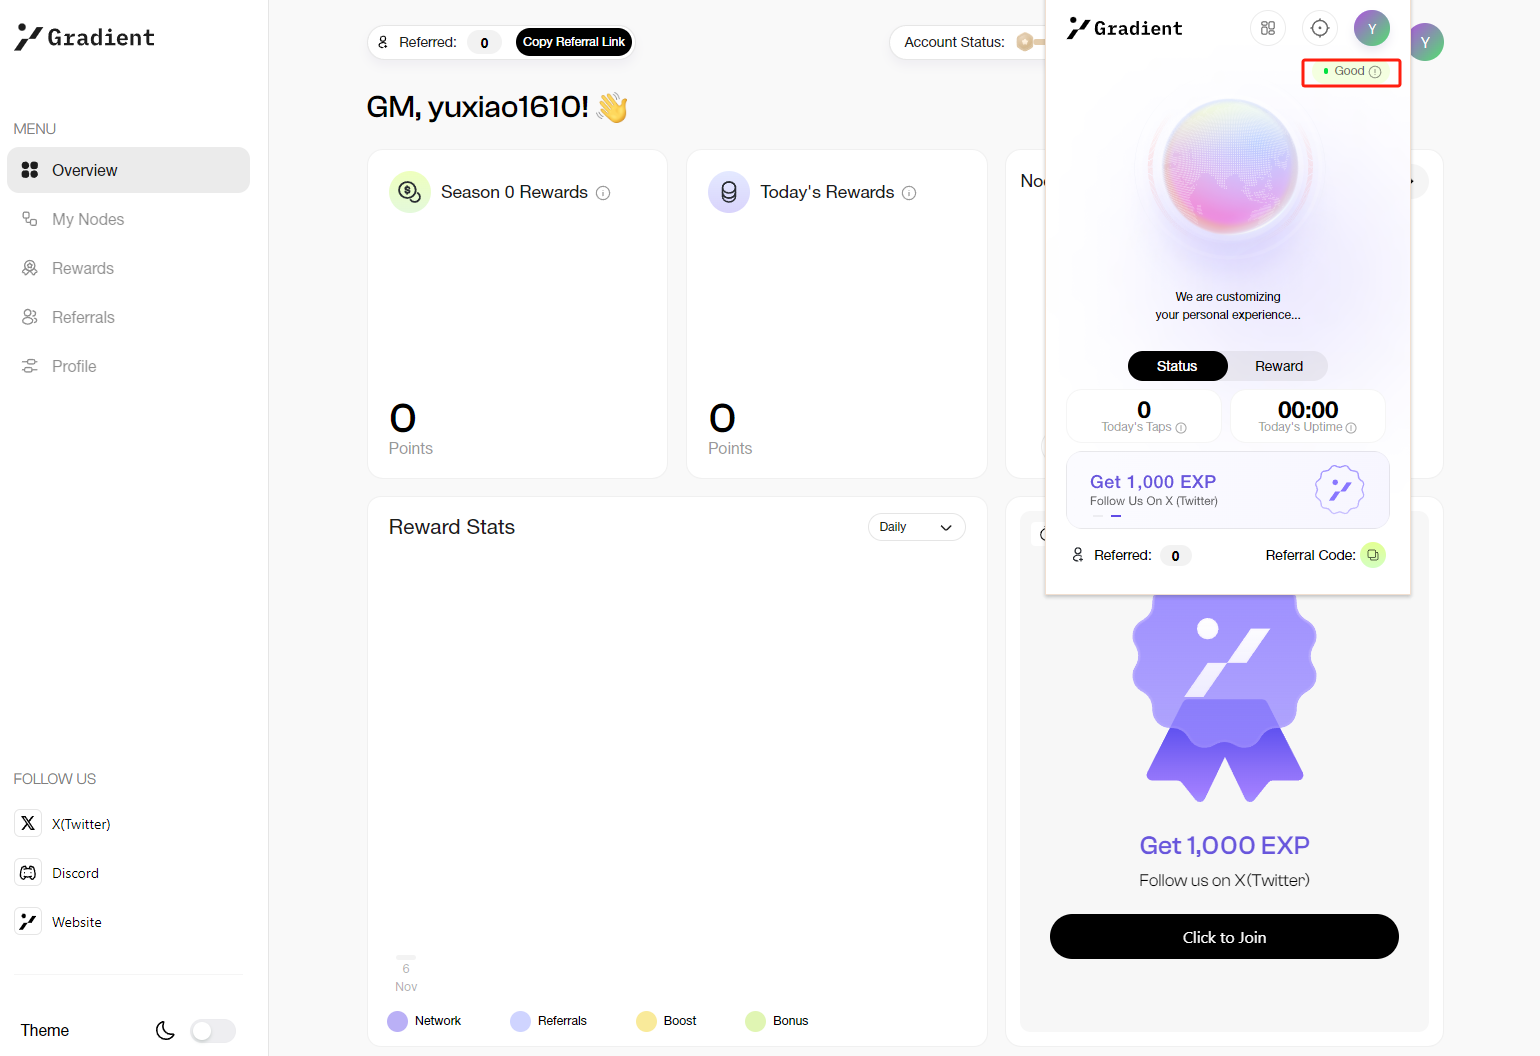 Gradient
MENU
Overview
My Nodes
Rewards
Referrals
Profile
FOLLOW US
X(Twitter)
Discord
Website
Theme
Referred: 0 Copy Referral Link
Account Status:
Y
GM, yuxiao1610!
Season 0 Rewards
0
Points
Today's Rewards
0
Points
Reward Stats
Daily
6
Nov
Network Referrals Boost Bonus
Gradient
Y
Good
We are customizing
your personal experience...
Status Reward
0
Today's Taps
00:00
Today's Uptime
Get 1,000 EXP
Follow Us On X (Twitter)
Referred: 0 Referral Code:
Get 1,000 EXP
Follow us on X(Twitter)
Click to Join